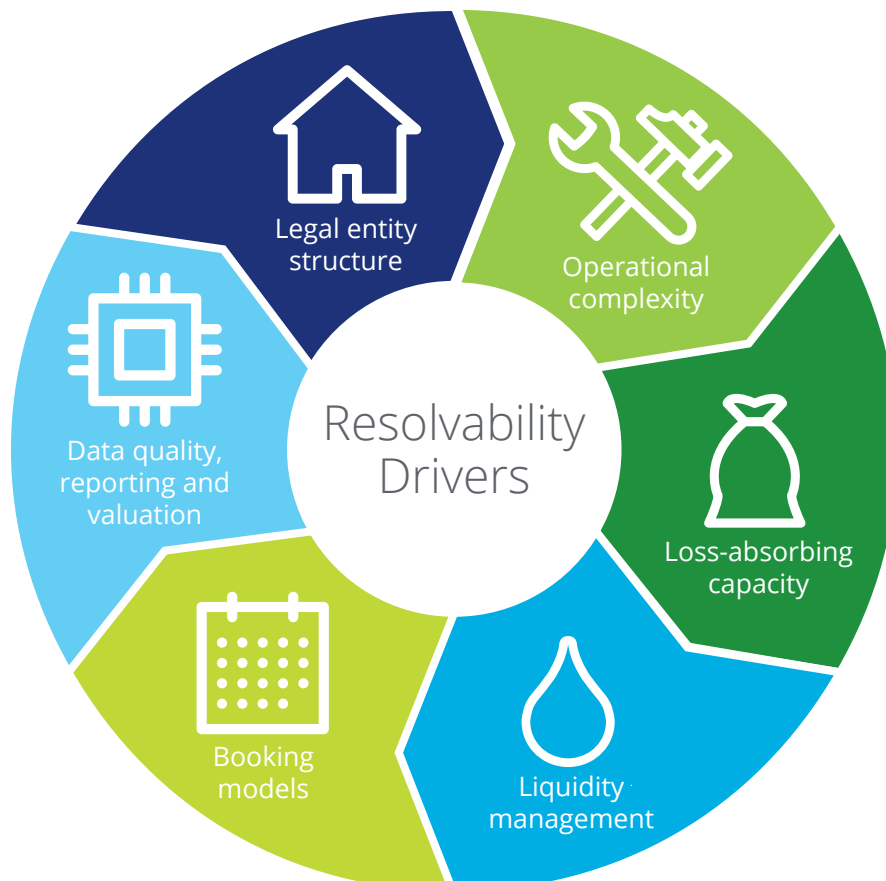 Resolvability
Drivers
Legal entity
structure
Operational
complexity
Loss-absorbing
capacity
Liquidity
management
Booking
models
Data quality,
reporting and
valuation